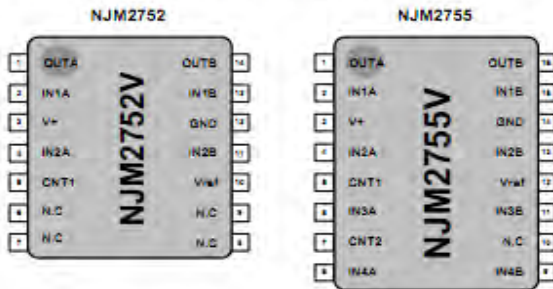 NJM2752 NJM2755
1 OUTA OUTB 14
2 IN1A IN1B 13
3 V+ GND 12
4 IN2A IN2B 11
5 CNT1 Vref 10
6 N.C N.C 9
7 N.C N.C 8
NJM2752V
1 OUTA OUTB 16
2 IN1A IN1B 15
3 V+ GND 14
4 IN2A IN2B 13
5 CNT1 Vref 12
6 IN3A IN3B 11
7 CNT2 N.C 10
8 IN4A IN4B 9
NJM2755V